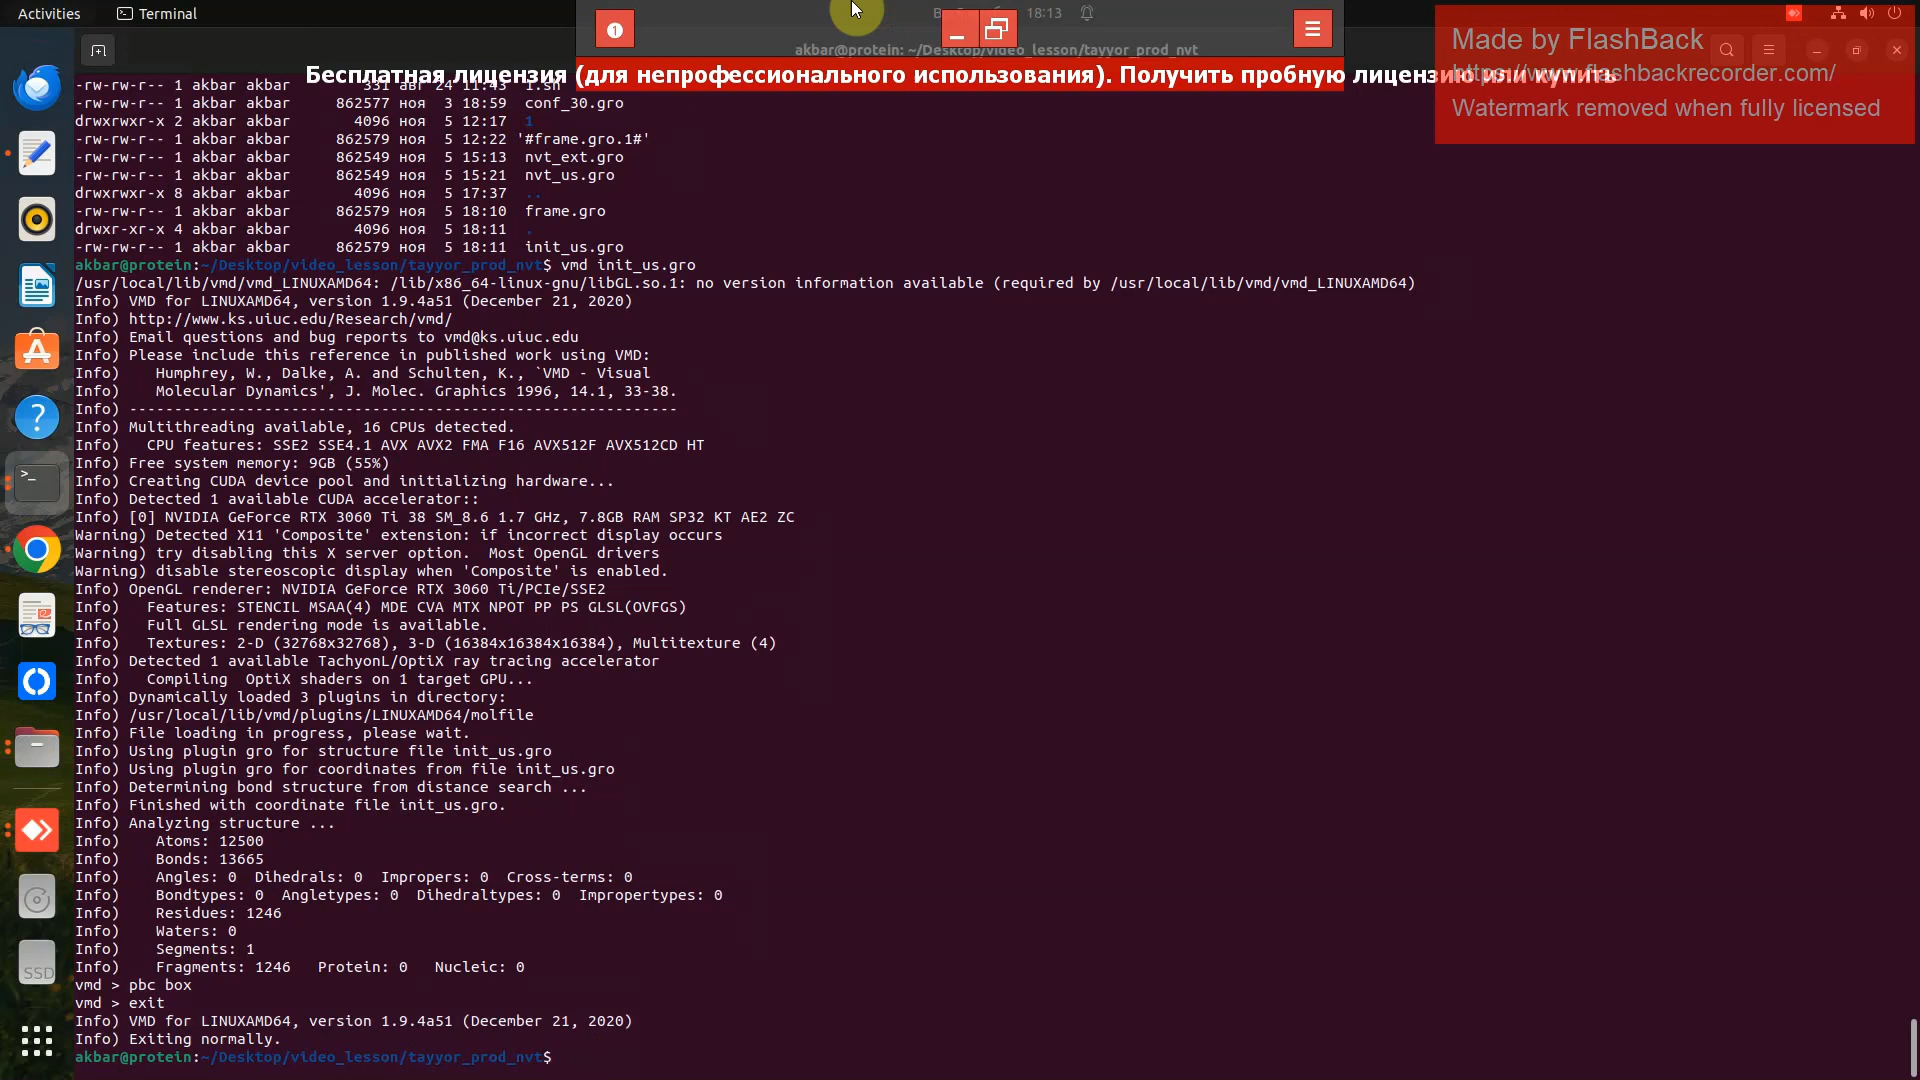 Activities
Terminal
18:13
1
akbar@protein: ~/Desktop/video_lesson/tayyor_prod_nvt
Made by FlashBack
https://www.flashbackrecorder.com/
Watermark removed when fully licensed
Бесплатная лицензия (для непрофессионального использования). Получить пробную лицензию или купить
-rw-rw-r-- 1 akbar akbar 331 авг 24 11:43 1.sh
-rw-rw-r-- 1 akbar akbar 862577 ноя 3 18:59 conf_30.gro
drwxrwxr-x 2 akbar akbar 4096 ноя 5 12:17 1
-rw-rw-r-- 1 akbar akbar 862579 ноя 5 12:22 '#frame.gro.1#'
-rw-rw-r-- 1 akbar akbar 862549 ноя 5 15:13 nvt_ext.gro
-rw-rw-r-- 1 akbar akbar 862549 ноя 5 15:21 nvt_us.gro
drwxrwxr-x 8 akbar akbar 4096 ноя 5 17:37 ..
-rw-rw-r-- 1 akbar akbar 862579 ноя 5 18:10 frame.gro
drwxr-xr-x 4 akbar akbar 4096 ноя 5 18:11 .
-rw-rw-r-- 1 akbar akbar 862579 ноя 5 18:11 init_us.gro
akbar@protein:~/Desktop/video_lesson/tayyor_prod_nvt$ vmd init_us.gro
/usr/local/lib/vmd/vmd_LINUXAMD64: /lib/x86_64-linux-gnu/libGL.so.1: no version information available (required by /usr/local/lib/vmd/vmd_LINUXAMD64)
Info) VMD for LINUXAMD64, version 1.9.4a51 (December 21, 2020)
Info) http://www.ks.uiuc.edu/Research/vmd/
Info) Email questions and bug reports to vmd@ks.uiuc.edu
Info) Please include this reference in published work using VMD:
Info) Humphrey, W., Dalke, A. and Schulten, K., `VMD - Visual
Info) Molecular Dynamics', J. Molec. Graphics 1996, 14.1, 33-38.
Info) -------------------------------------------------------------
Info) Multithreading available, 16 CPUs detected.
Info) CPU features: SSE2 SSE4.1 AVX AVX2 FMA F16 AVX512F AVX512CD HT
Info) Free system memory: 9GB (55%)
Info) Creating CUDA device pool and initializing hardware...
Info) Detected 1 available CUDA accelerator::
Info) [0] NVIDIA GeForce RTX 3060 Ti 38 SM_8.6 1.7 GHz, 7.8GB RAM SP32 KT AE2 ZC
Warning) Detected X11 'Composite' extension: if incorrect display occurs
Warning) try disabling this X server option. Most OpenGL drivers
Warning) disable stereoscopic display when 'Composite' is enabled.
Info) OpenGL renderer: NVIDIA GeForce RTX 3060 Ti/PCIe/SSE2
Info) Features: STENCIL MSAA(4) MDE CVA MTX NPOT PP PS GLSL(OVFGS)
Info) Full GLSL rendering mode is available.
Info) Textures: 2-D (32768x32768), 3-D (16384x16384x16384), Multitexture (4)
Info) Detected 1 available TachyonL/OptiX ray tracing accelerator
Info) Compiling OptiX shaders on 1 target GPU...
Info) Dynamically loaded 3 plugins in directory:
Info) /usr/local/lib/vmd/plugins/LINUXAMD64/molfile
Info) File loading in progress, please wait.
Info) Using plugin gro for structure file init_us.gro
Info) Using plugin gro for coordinates from file init_us.gro
Info) Determining bond structure from distance search ...
Info) Finished with coordinate file init_us.gro.
Info) Analyzing structure ...
Info) Atoms: 12500
Info) Bonds: 13665
Info) Angles: 0 Dihedrals: 0 Impropers: 0 Cross-terms: 0
Info) Bondtypes: 0 Angletypes: 0 Dihedraltypes: 0 Impropertypes: 0
Info) Residues: 1246
Info) Waters: 0
Info) Segments: 1
Info) Fragments: 1246 Protein: 0 Nucleic: 0
vmd > pbc box
vmd > exit
Info) VMD for LINUXAMD64, version 1.9.4a51 (December 21, 2020)
Info) Exiting normally.
akbar@protein:~/Desktop/video_lesson/tayyor_prod_nvt$
SSD